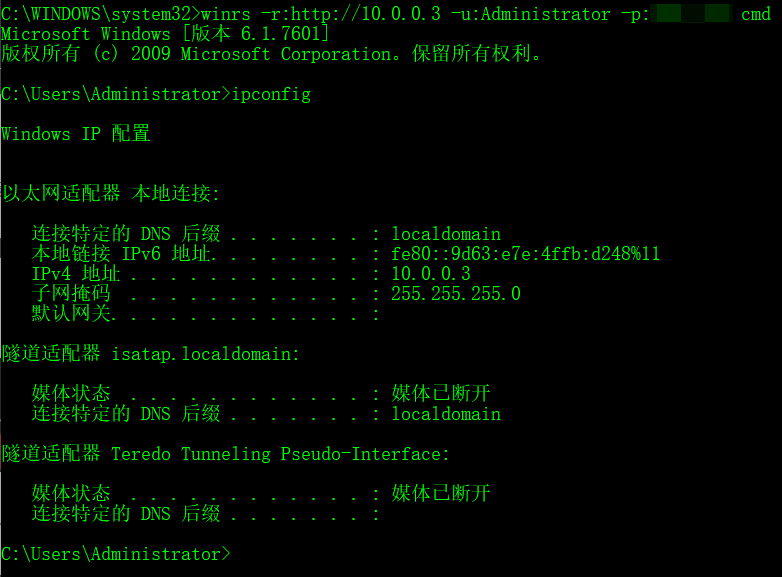 C:\WINDOWS\system32>winrs -r:http://10.0.0.3 -u:Administrator -p: cmd
Microsoft Windows [版本 6.1.7601]
版权所有 (c) 2009 Microsoft Corporation。保留所有权利。
C:\Users\Administrator>ipconfig
Windows IP 配置
以太网适配器 本地连接:
连接特定的 DNS 后缀 . . . . . . . : localdomain
本地链接 IPv6 地址. . . . . . . . : fe80::9d63:e7e:4ffb:d248%11
IPv4 地址 . . . . . . . . . . . . : 10.0.0.3
子网掩码  . . . . . . . . . . . . : 255.255.255.0
默认网关. . . . . . . . . . . . . :
隧道适配器 isatap.localdomain:
媒体状态  . . . . . . . . . . . . : 媒体已断开
连接特定的 DNS 后缀 . . . . . . . : localdomain
隧道适配器 Teredo Tunneling Pseudo-Interface:
媒体状态  . . . . . . . . . . . . : 媒体已断开
连接特定的 DNS 后缀 . . . . . . . :
C:\Users\Administrator>